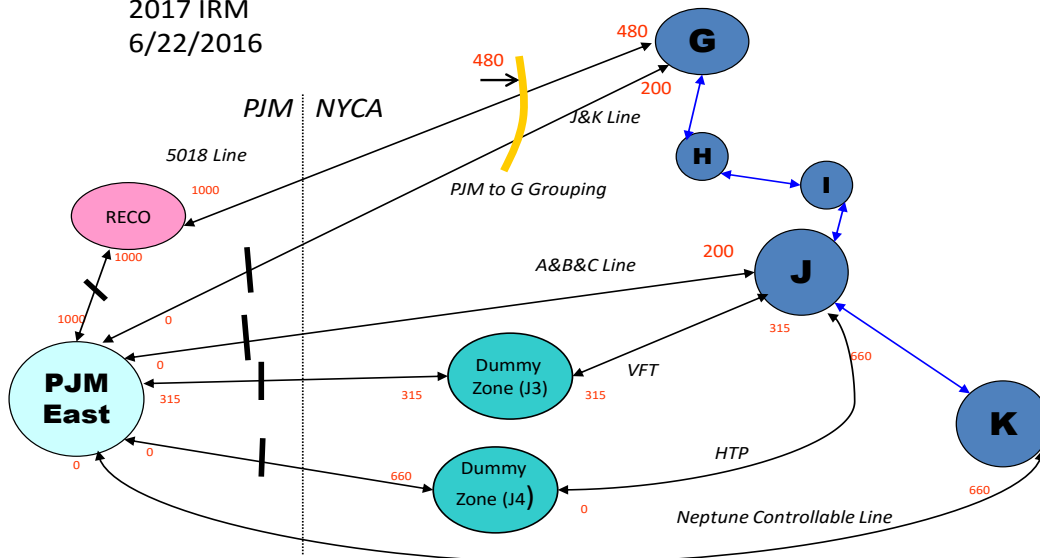 2017 IRM
6/22/2016
480
G
480
200
PJM
NYCA
J&K Line
5018 Line
H
PJM to G Grouping
I
1000
RECO
1000
200
A&B&C Line
J
1000
0
315
0
660
Dummy
Zone (J3)
VFT
PJM
East
315
315
315
K
0
0
HTP
660
Dummy
Zone (J4)
0
660
Neptune Controllable Line